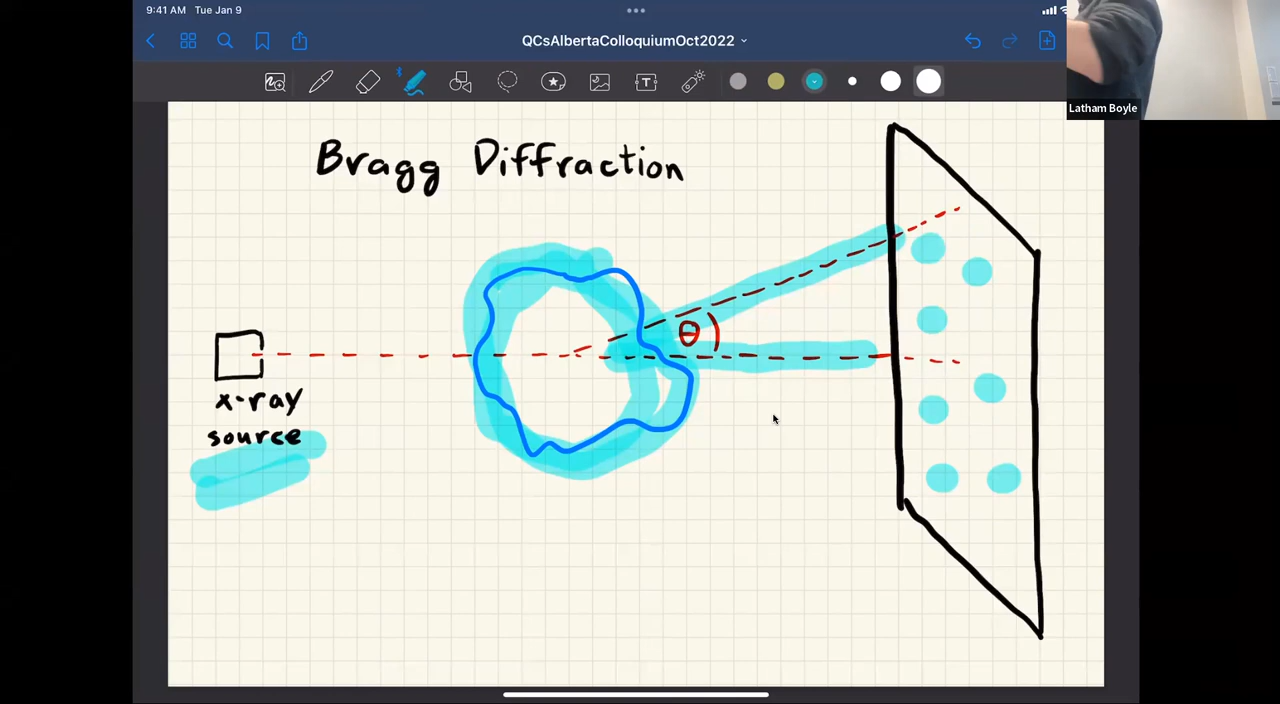 9:41 AM Tue Jan 9
QCsAlbertaColloquiumOct2022
Latham Boyle
Bragg Diffraction
θ
x-ray
source